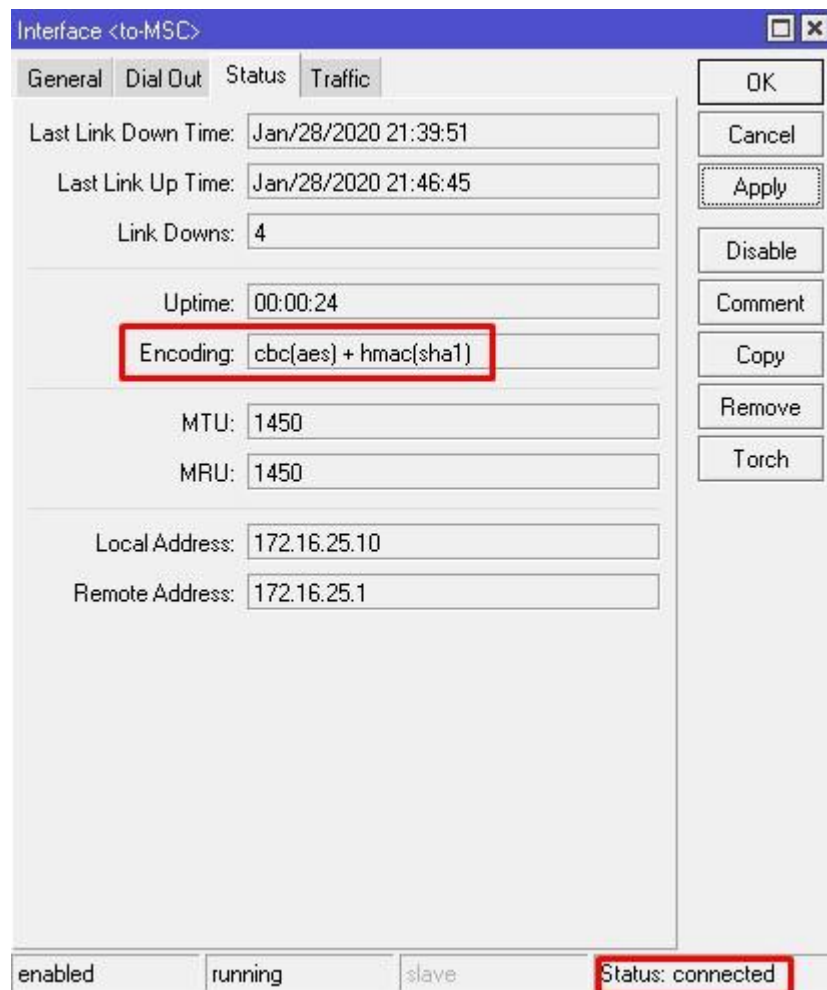 Interface <to-MSC>
General Dial Out Status Traffic
OK
Last Link Down Time: Jan/28/2020 21:39:51
Cancel
Last Link Up Time: Jan/28/2020 21:46:45
Apply
Link Downs: 4
Disable
Uptime: 00:00:24
Comment
Encoding: cbc(aes) + hmac(sha1)
Copy
MTU: 1450
Remove
MRU: 1450
Torch
Local Address: 172.16.25.10
Remote Address: 172.16.25.1
enabled running slave Status: connected